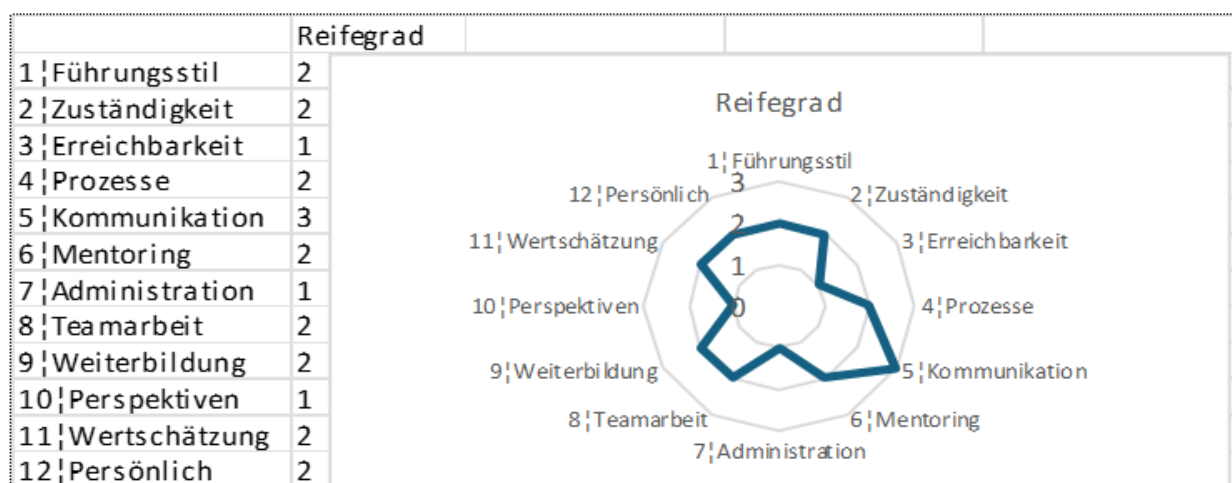 Reifegrad
1¦Führungsstil 2
2¦Zuständigkeit 2
3¦Erreichbarkeit 1
4¦Prozesse 2
5¦Kommunikation 3
6¦Mentoring 2
7¦Administration 1
8¦Teamarbeit 2
9¦Weiterbildung 2
10¦Perspektiven 1
11¦Wertschätzung 2
12¦Persönlich 2
Reifegrad
1¦Führungsstil
2¦Zuständigkeit
3¦Erreichbarkeit
4¦Prozesse
5¦Kommunikation
6¦Mentoring
7¦Administration
8¦Teamarbeit
9¦Weiterbildung
10¦Perspektiven
11¦Wertschätzung
12¦Persönlich
3
2
1
0